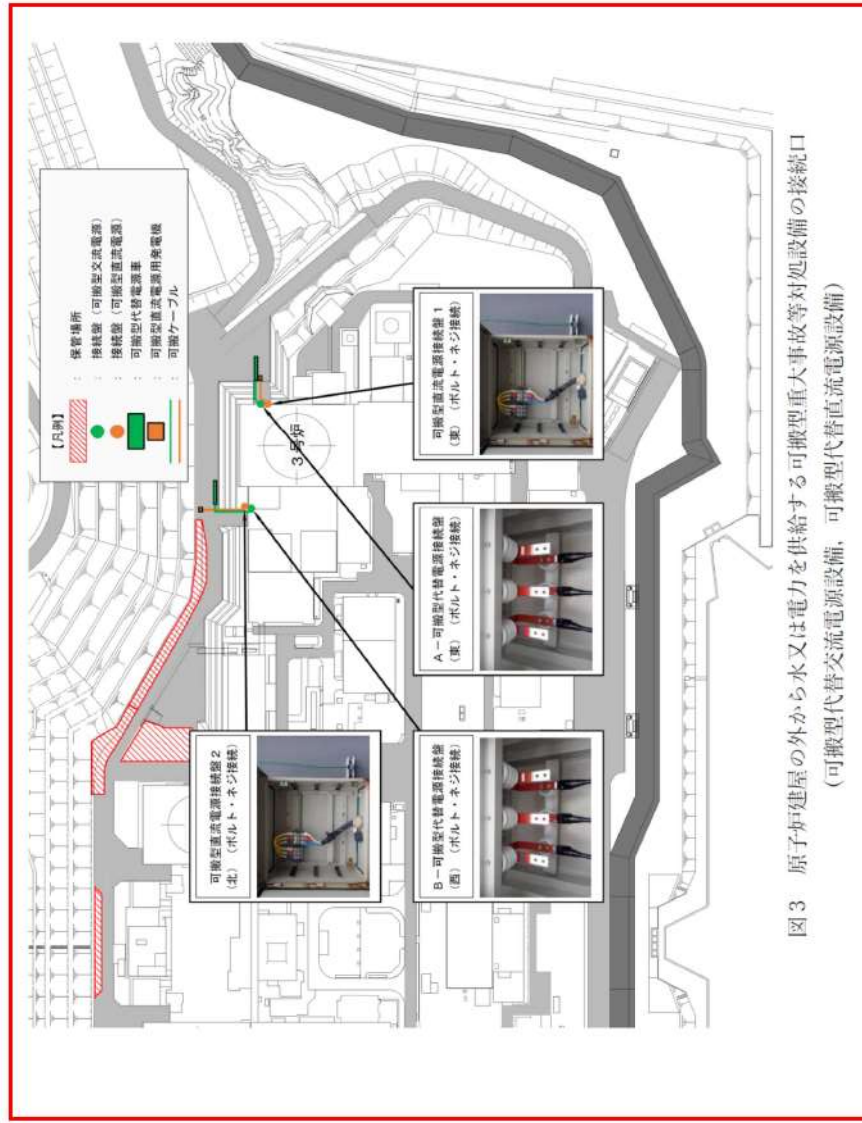 【凡例】
： 保管場所
： 接続盤（可搬型交流電源）
： 接続盤（可搬型直流電源）
： 可搬型代替電源車
： 可搬型直流電源用発電機
： 可搬ケーブル
3号炉
可搬型直流電源接続盤２
（北）（ボルト・ネジ接続）
Ｂ－可搬型代替電源接続盤
（西）（ボルト・ネジ接続）
Ａ－可搬型代替電源接続盤
（東）（ボルト・ネジ接続）
可搬型直流電源接続盤１
（東）（ボルト・ネジ接続）
図３　原子炉建屋の外から水又は電力を供給する可搬型重大事故等対処設備の接続口
（可搬型代替交流電源設備，可搬型代替直流電源設備）